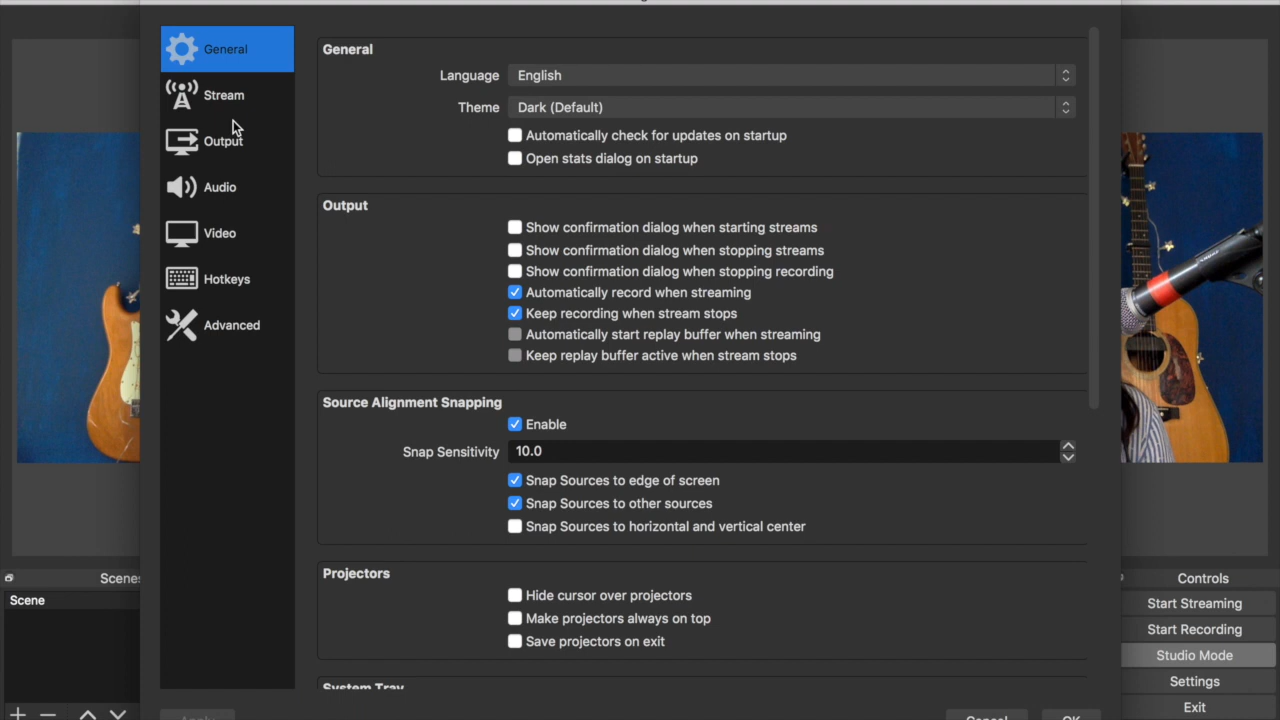 General
Stream
Output
Audio
Video
Hotkeys
Advanced
General
Language English
Theme Dark (Default)
Automatically check for updates on startup
Open stats dialog on startup
Output
Show confirmation dialog when starting streams
Show confirmation dialog when stopping streams
Show confirmation dialog when stopping recording
Automatically record when streaming
Keep recording when stream stops
Automatically start replay buffer when streaming
Keep replay buffer active when stream stops
Source Alignment Snapping
Enable
Snap Sensitivity 10.0
Snap Sources to edge of screen
Snap Sources to other sources
Snap Sources to horizontal and vertical center
Projectors
Hide cursor over projectors
Make projectors always on top
Save projectors on exit
System Tray
Apply Cancel OK
Scenes
Scene
Controls
Start Streaming
Start Recording
Studio Mode
Settings
Exit